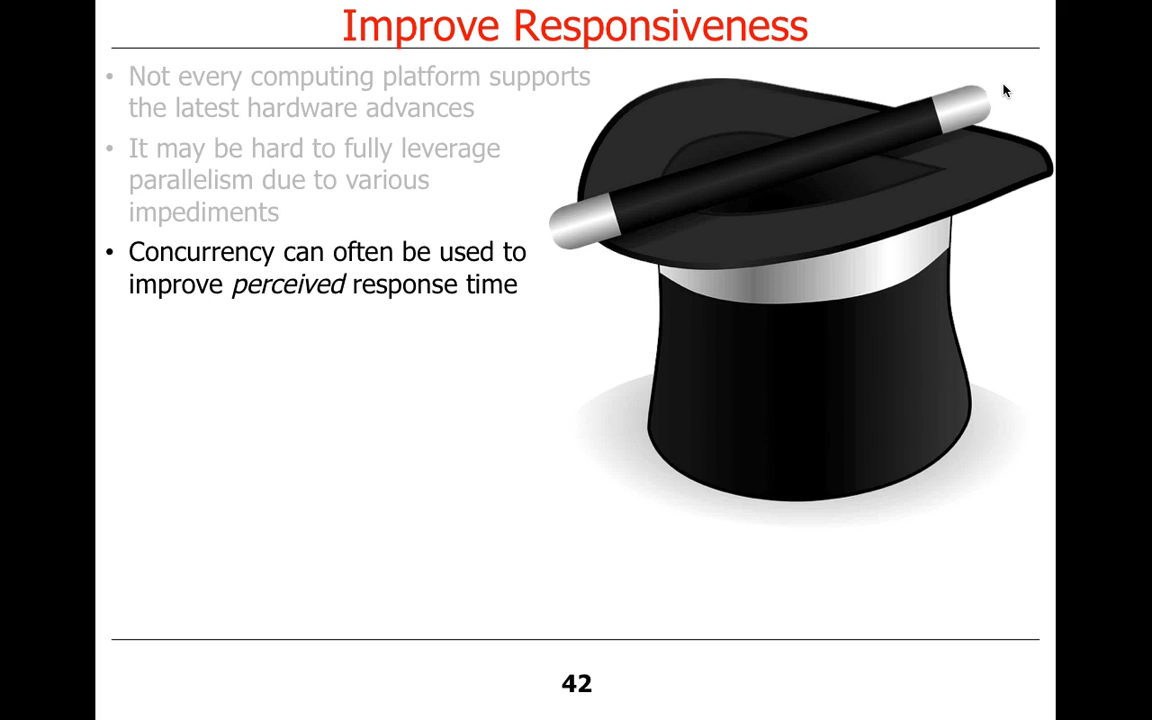 Improve Responsiveness
• Not every computing platform supports
the latest hardware advances
• It may be hard to fully leverage
parallelism due to various
impediments
• Concurrency can often be used to
improve perceived response time
42